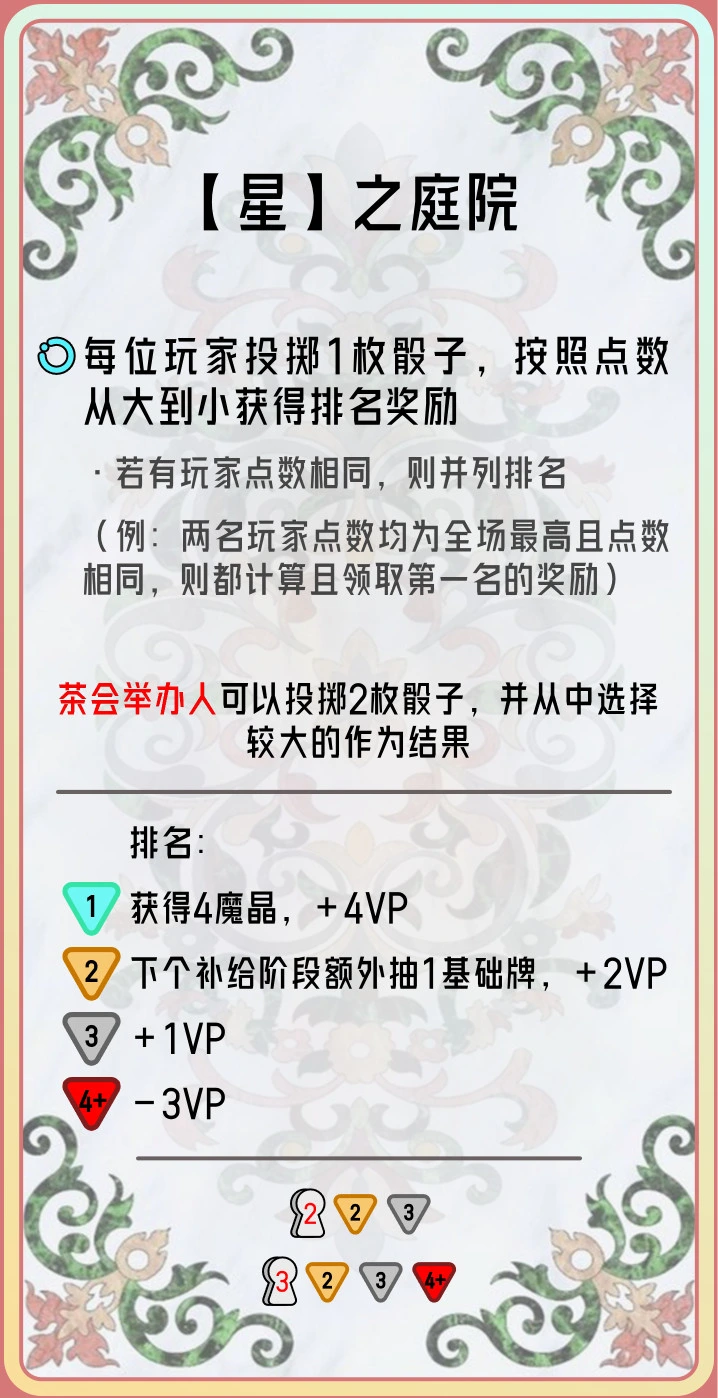 【星】之庭院
每位玩家投掷1枚骰子，按照点数
从大到小获得排名奖励
·若有玩家点数相同，则并列排名
（例：两名玩家点数均为全场最高且点数
相同，则都计算且领取第一名的奖励）
茶会举办人可以投掷2枚骰子，并从中选择
较大的作为结果
排名：
1 获得4魔晶，+4VP
2 下个补给阶段额外抽1基础牌，+2VP
3 +1VP
4+ -3VP
2 2 3
3 2 3 4+